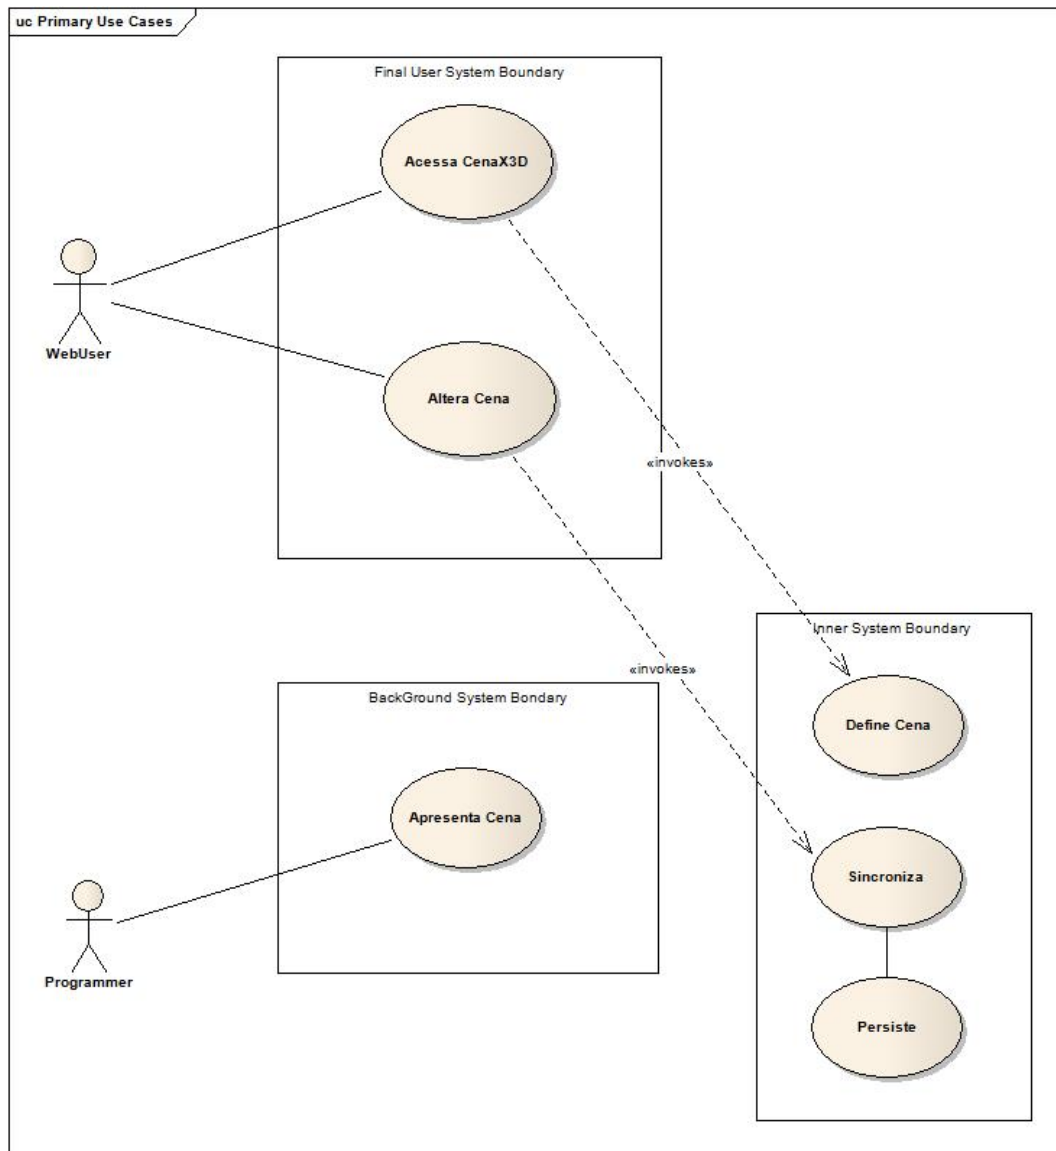 uc Primary Use Cases
Final User System Boundary
Acessa CenaX3D
WebUser
Altera Cena
«invokes»
Inner System Boundary
«invokes»
BackGround System Bondary
Define Cena
Apresenta Cena
Sincroniza
Programmer
Persiste